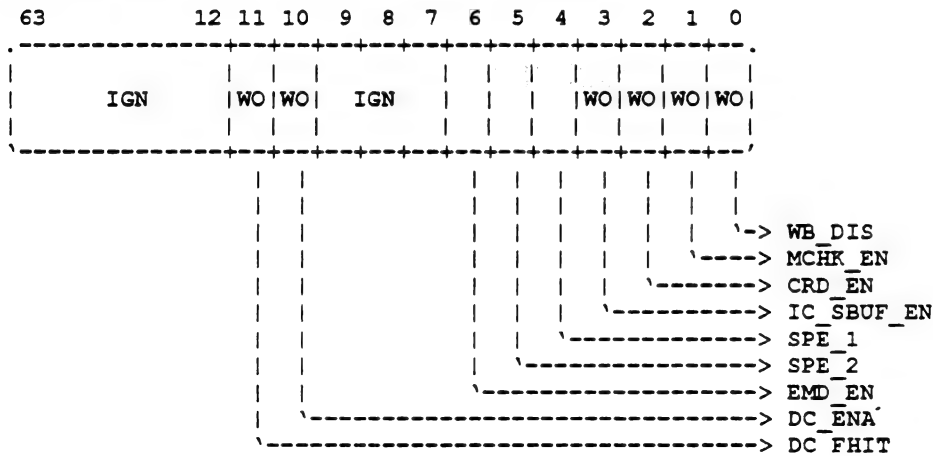 63 12 11 10 9 8 7 6 5 4 3 2 1 0
IGN |WO|WO| IGN | | | |WO|WO|WO|WO|
WB_DIS
MCHK_EN
CRD_EN
IC_SBUF_EN
SPE_1
SPE_2
EMD_EN
DC_ENA
DC_FHIT